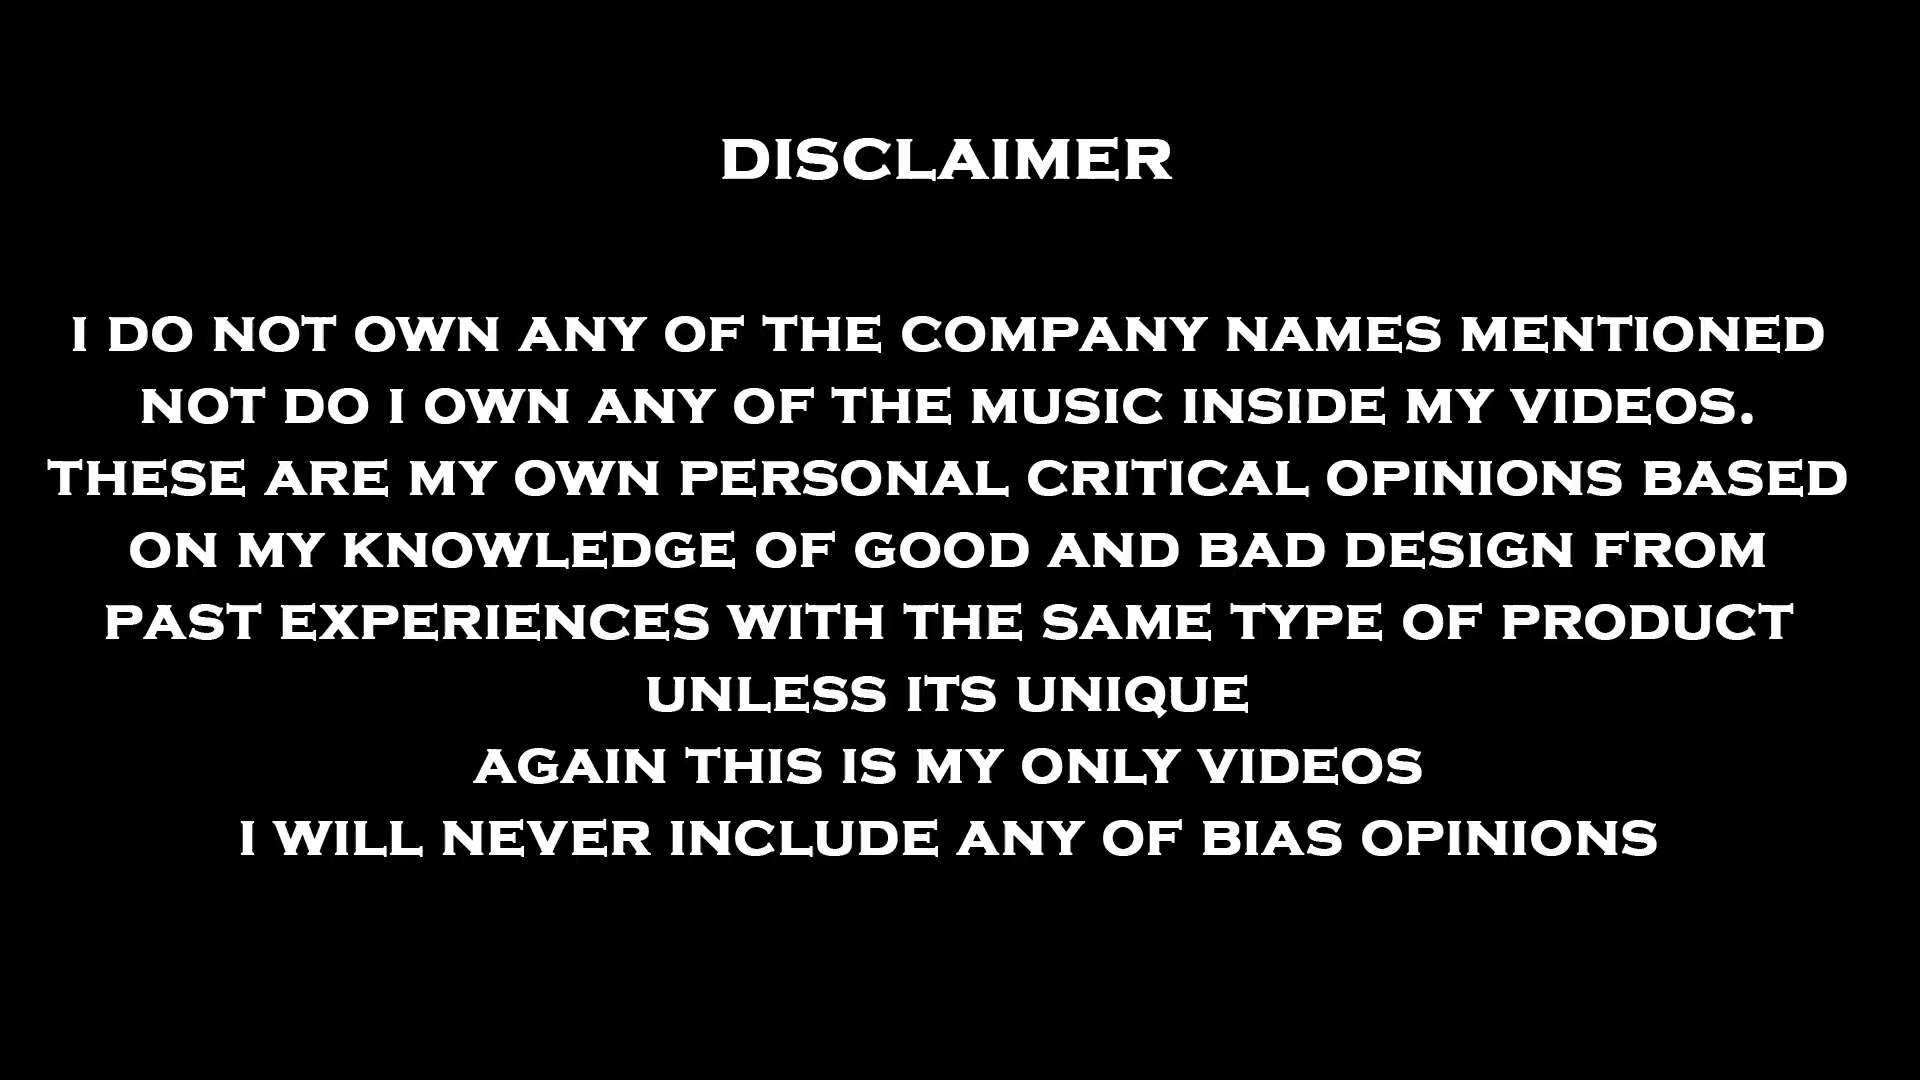 DISCLAIMER
I DO NOT OWN ANY OF THE COMPANY NAMES MENTIONED
NOT DO I OWN ANY OF THE MUSIC INSIDE MY VIDEOS.
THESE ARE MY OWN PERSONAL CRITICAL OPINIONS BASED
ON MY KNOWLEDGE OF GOOD AND BAD DESIGN FROM
PAST EXPERIENCES WITH THE SAME TYPE OF PRODUCT
UNLESS ITS UNIQUE
AGAIN THIS IS MY ONLY VIDEOS
I WILL NEVER INCLUDE ANY OF BIAS OPINIONS